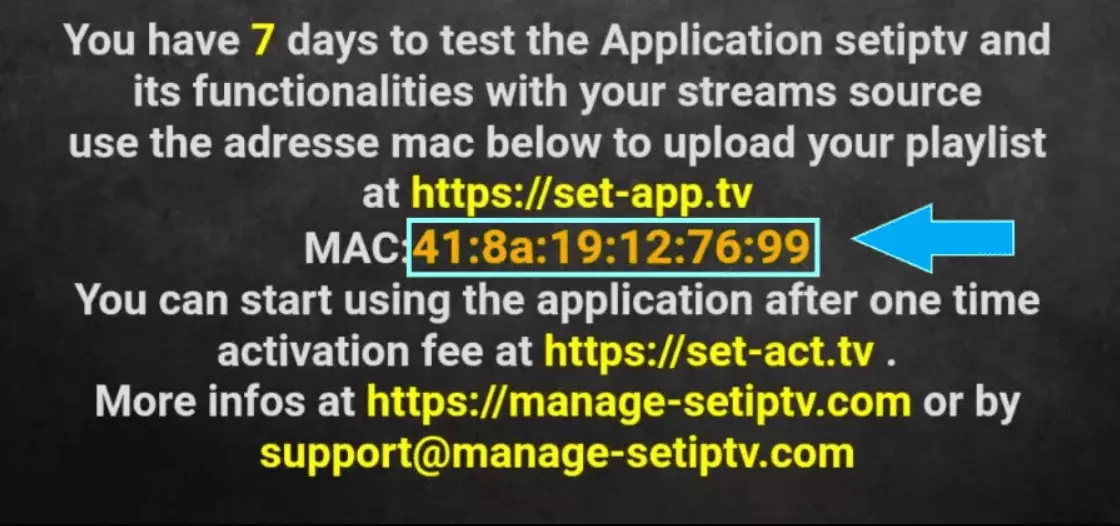 You have 7 days to test the Application setiptv and
its functionalities with your streams source
use the adresse mac below to upload your playlist
at https://set-app.tv
MAC:41:8a:19:12:76:99
You can start using the application after one time
activation fee at https://set-act.tv .
More infos at https://manage-setiptv.com or by
support@manage-setiptv.com